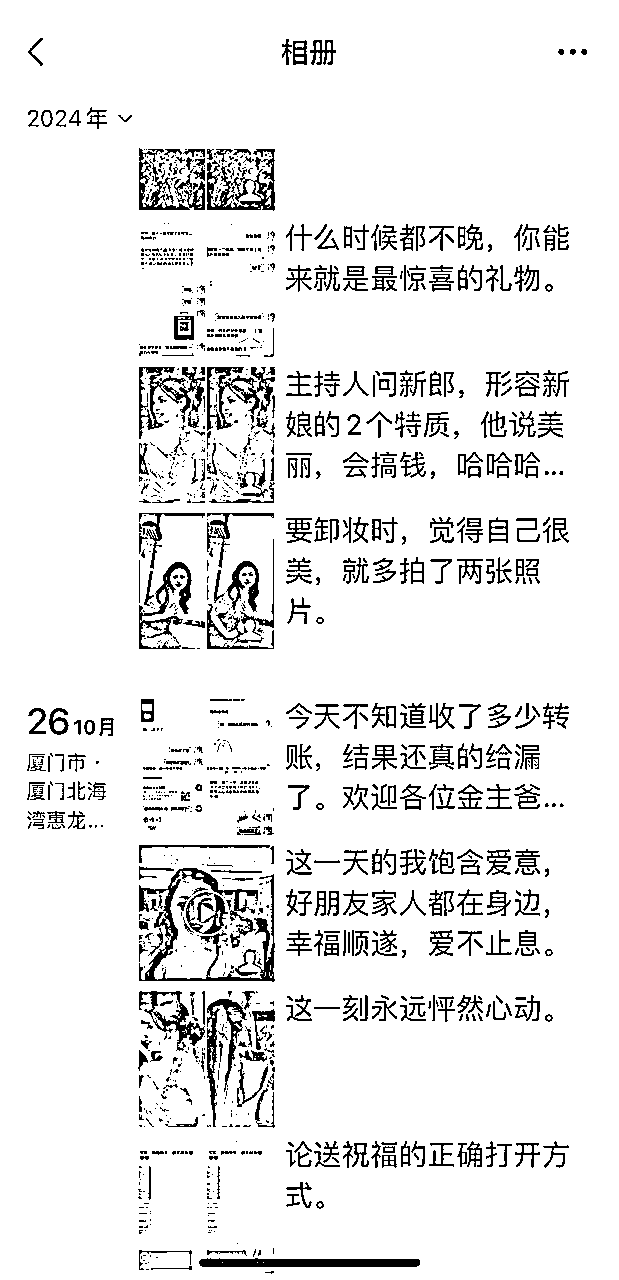 相册
2024年
什么时候都不晚，你能
来就是最惊喜的礼物。
主持人问新郎，形容新
娘的2个特质，他说美
丽，会搞钱，哈哈哈...
要卸妆时，觉得自己很
美，就多拍了两张照
片。
26 10月
厦门市·
厦门北海
湾惠龙...
今天不知道收了多少转
账，结果还真的给漏
了。欢迎各位金主爸...
这一天的我饱含爱意，
好朋友家人都在身边，
幸福顺遂，爱不止息。
这一刻永远怦然心动。
论送祝福的正确打开方
式。